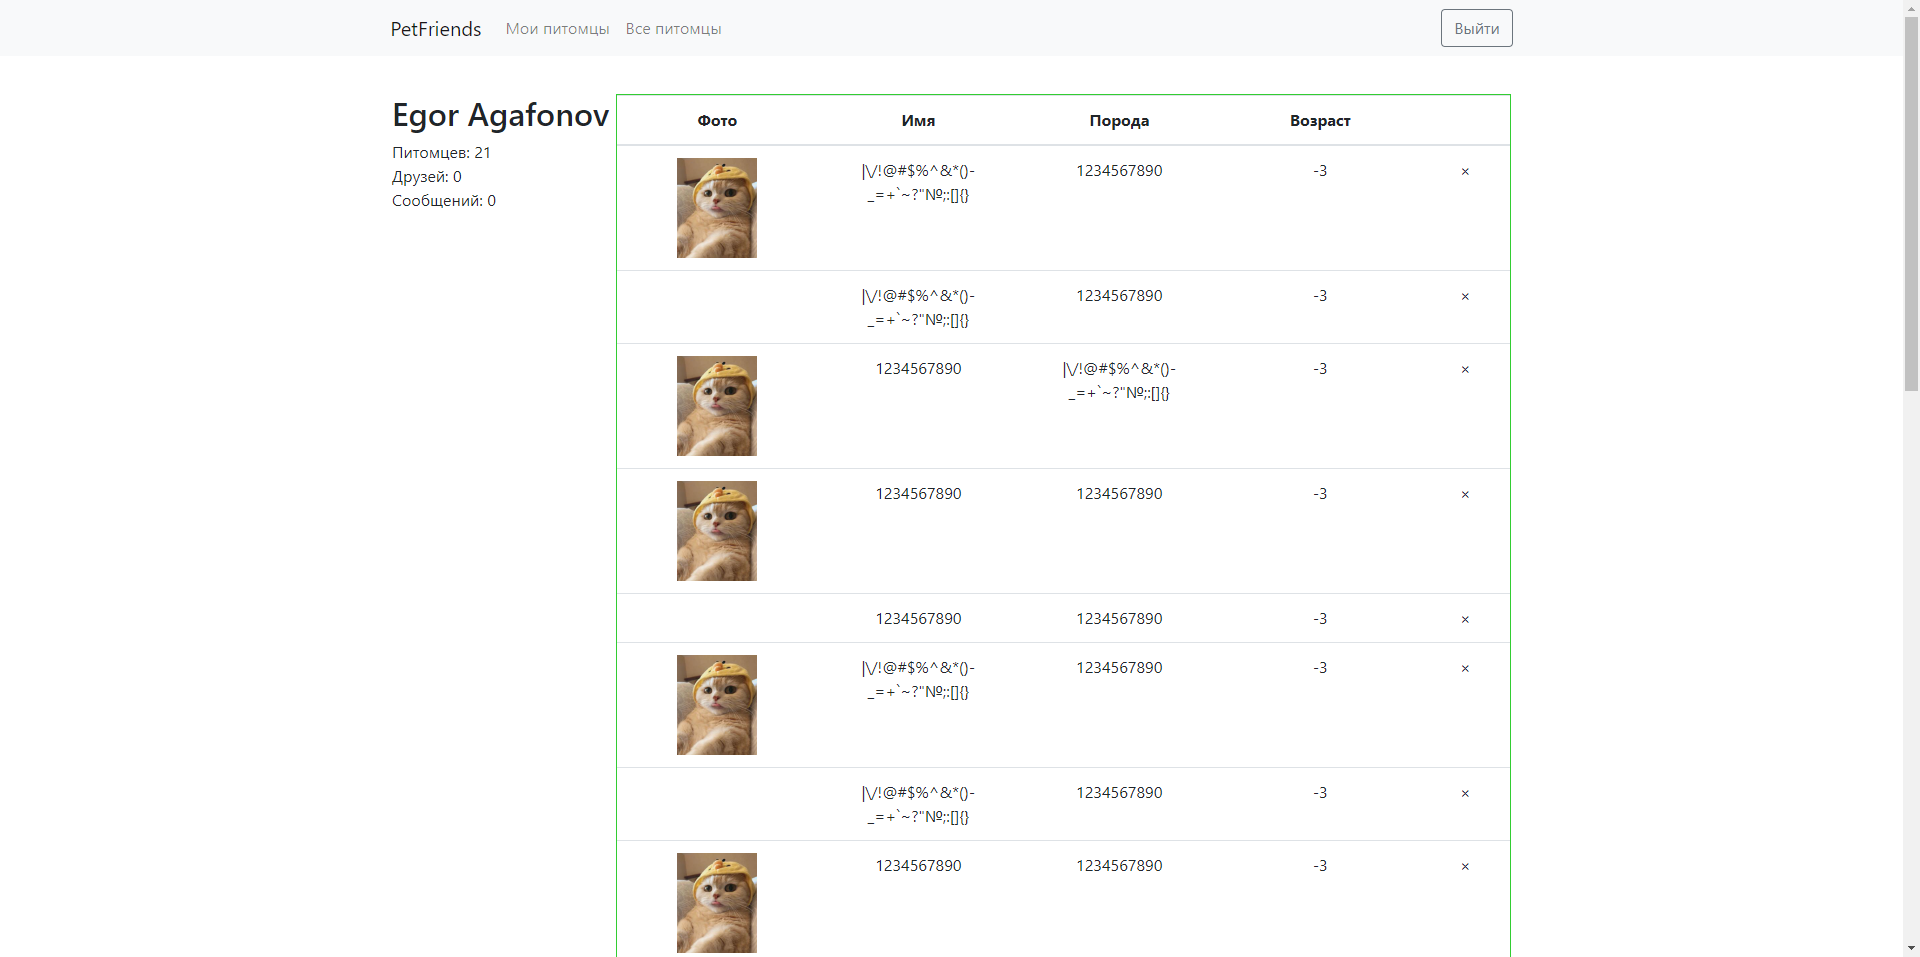 PetFriends Мои питомцы Все питомцы Выйти
Egor Agafonov
Питомцев: 21
Друзей: 0
Сообщений: 0
Фото Имя Порода Возраст
|\/!@#$%^&*()- 1234567890 -3 ×
_=+`~?"№;:[]{}
|\/!@#$%^&*()- 1234567890 -3 ×
_=+`~?"№;:[]{}
1234567890 |\/!@#$%^&*()- -3 ×
_=+`~?"№;:[]{}
1234567890 1234567890 -3 ×
1234567890 1234567890 -3 ×
|\/!@#$%^&*()- 1234567890 -3 ×
_=+`~?"№;:[]{}
|\/!@#$%^&*()- 1234567890 -3 ×
_=+`~?"№;:[]{}
1234567890 1234567890 -3 ×